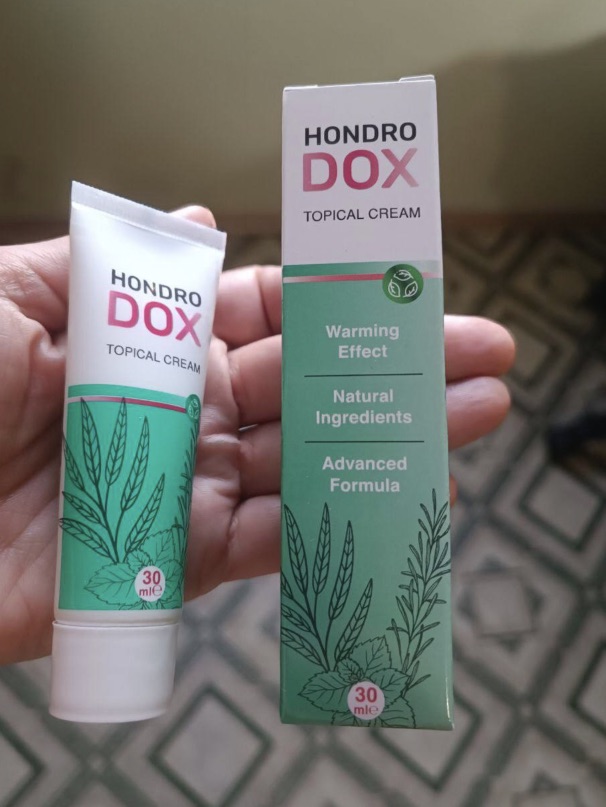 HONDRO
DOX
TOPICAL CREAM
30
ml℮
HONDRO
DOX
TOPICAL CREAM
Warming
Effect
Natural
Ingredients
Advanced
Formula
30
ml℮